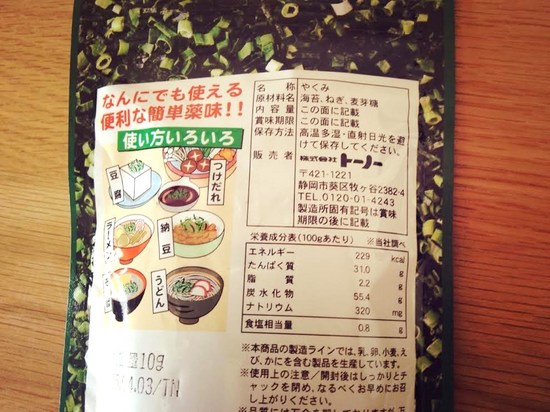 なんにでも使える
便利な簡単薬味!!
使い方いろいろ
豆腐
つけだれ
ラーメン
納豆
そば
うどん
名称 やくみ
原材料名 海苔、ねぎ、麦芽糖
内容量 この面に記載
賞味期限 この面に記載
保存方法 高温多湿・直射日光を避
けて保存してください。
販売者 株式会社トーノー
〒421-1221
静岡市葵区牧ヶ谷2382-4
TEL.0120-01-4243
製造所固有記号は賞味
期限の後に記載
栄養成分表(100gあたり) ※当社調べ
エネルギー 229 kcal
たんぱく質 31.0 g
脂質 2.2 g
炭水化物 55.4 g
ナトリウム 320 mg
食塩相当量 0.8 g
※本商品の製造ラインでは、乳、卵、小麦、え
び、かにを含む製品を生産しています。
※使用上の注意/開封後はしっかりとチ
ャックを閉め、なるべくお早めにお召
し上がりください。
量10g
.03/TN